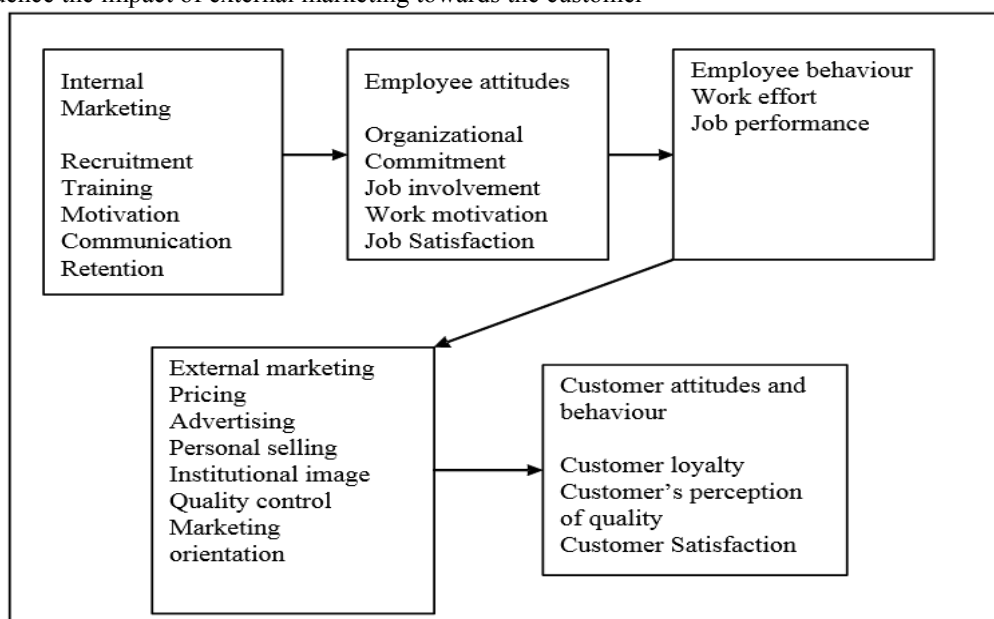 the impact of external marketing towards the customer
Internal
Marketing
Recruitment
Training
Motivation
Communication
Retention
Employee attitudes
Organizational
Commitment
Job involvement
Work motivation
Job Satisfaction
Employee behaviour
Work effort
Job performance
External marketing
Pricing
Advertising
Personal selling
Institutional image
Quality control
Marketing
orientation
Customer attitudes and
behaviour
Customer loyalty
Customer’s perception
of quality
Customer Satisfaction